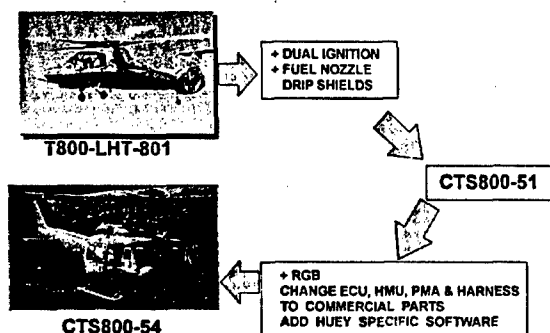 + DUAL IGNITION
+ FUEL NOZZLE
DRIP SHIELDS
T800-LHT-801
CTS800-51
+ RGB
CHANGE ECU, HMU, PMA & HARNESS
TO COMMERCIAL PARTS
ADD HUEY SPECIFIC SOFTWARE
CTS800-54